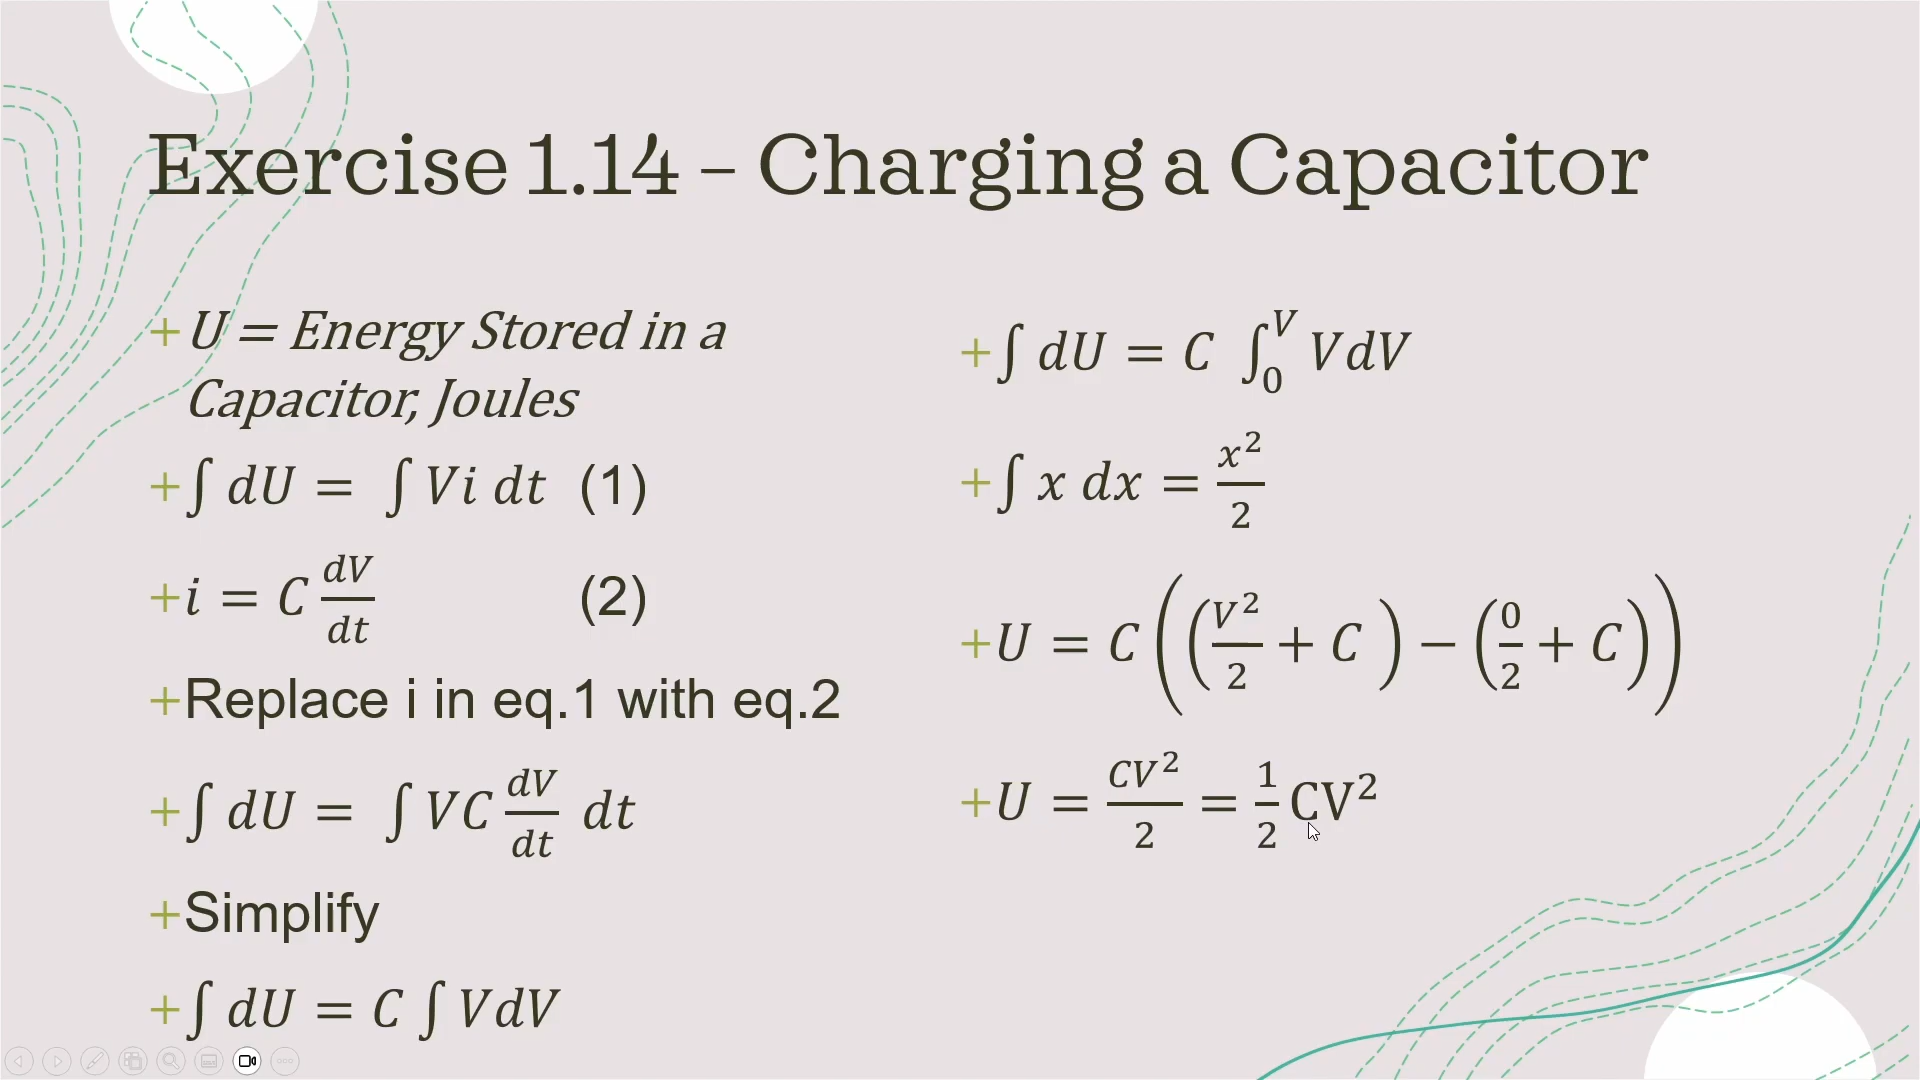 Exercise 1.14 – Charging a Capacitor
+ U = Energy Stored in a
Capacitor, Joules
+ ∫ dU = ∫ Vi dt (1)
+ i = C dV/dt (2)
+ Replace i in eq.1 with eq.2
+ ∫ dU = ∫ VC dV/dt dt
+ Simplify
+ ∫ dU = C ∫ VdV
+ ∫ dU = C ∫₀ⱽ VdV
+ ∫ x dx = x²/2
+ U = C((V²/2 + C) − (0/2 + C))
+ U = CV²/2 = 1/2 CV²